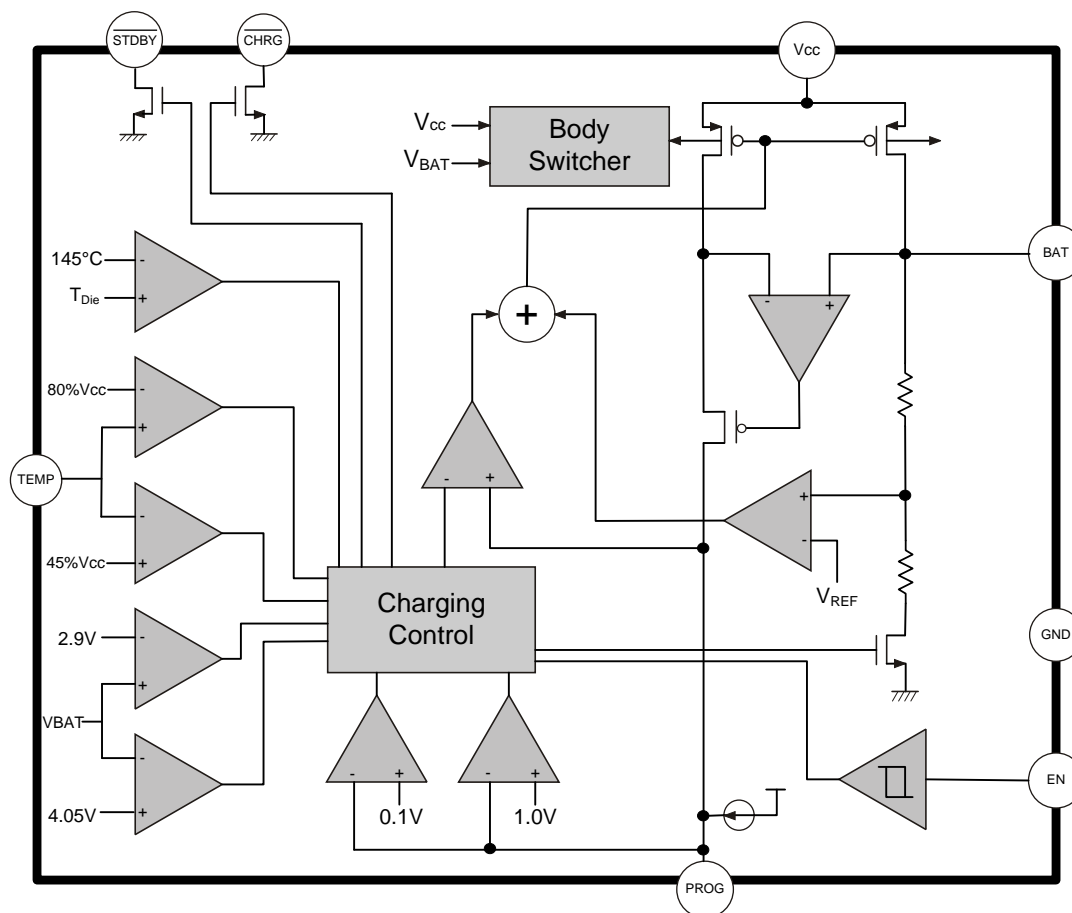 STDBY
CHRG
Vcc
Vcc
VBAT
Body
Switcher
145°C
-
TDie
+
BAT
+
-
+
80%Vcc
-
+
TEMP
-
45%Vcc
+
-
+
+
-
VREF
Charging
Control
2.9V
-
+
VBAT
-
4.05V
+
GND
-
+
-
+
0.1V
1.0V
EN
PROG